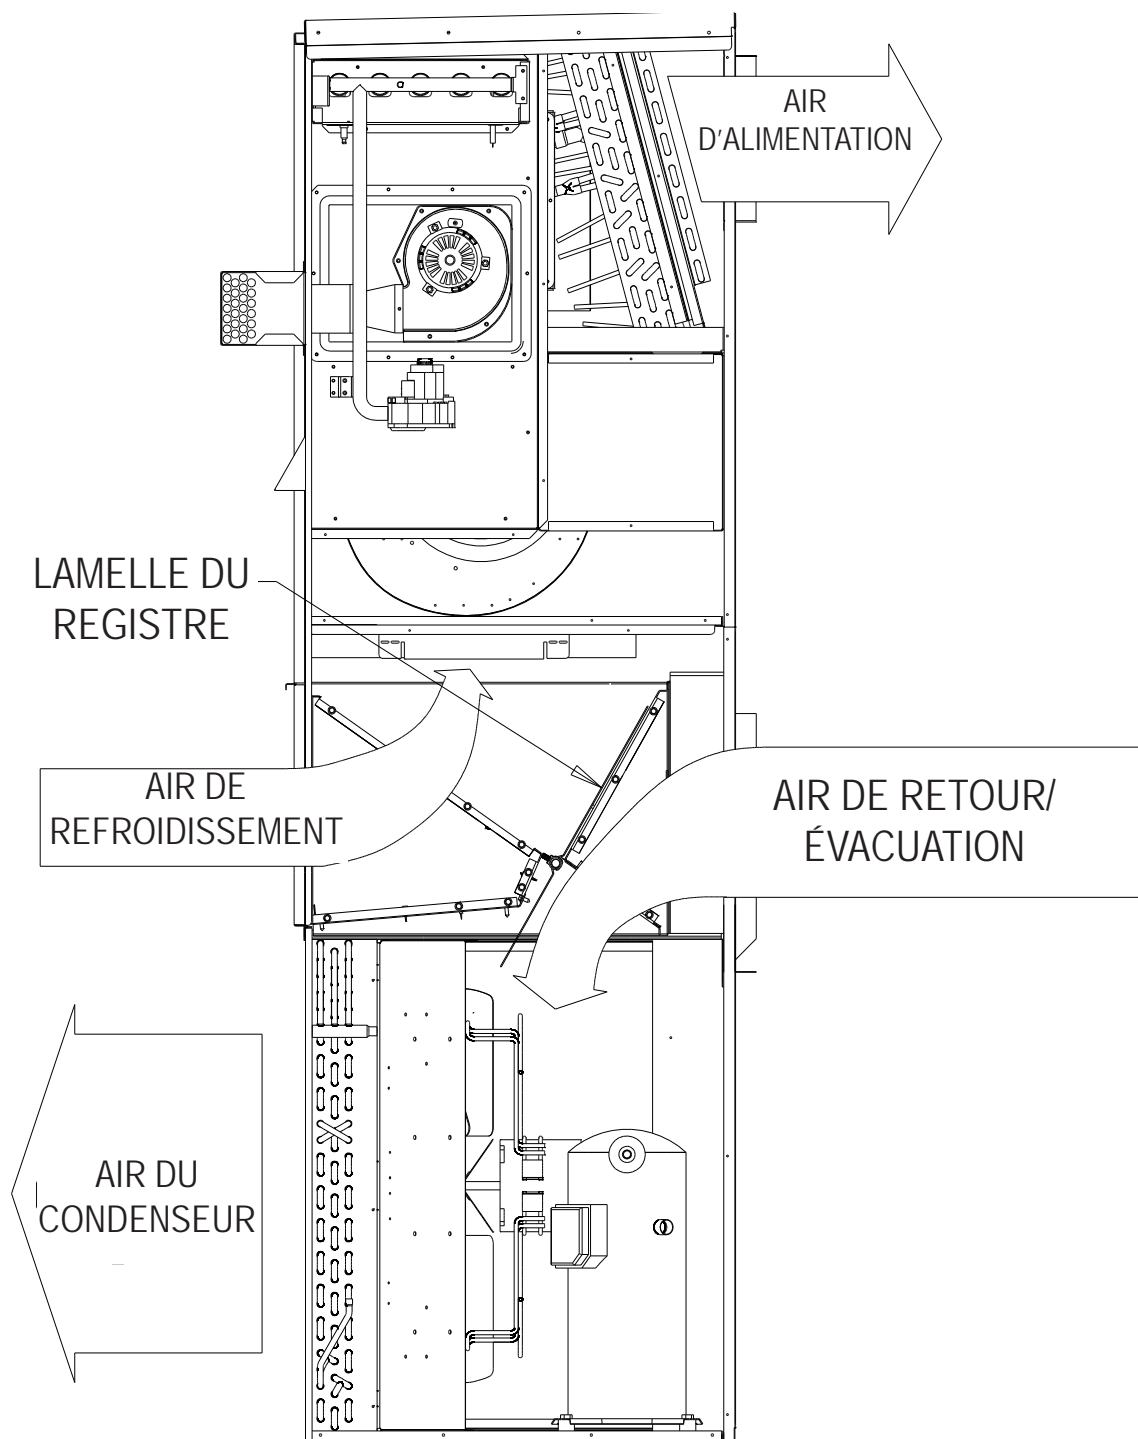 AIR
D'ALIMENTATION
LAMELLE DU
REGISTRE
AIR DE
REFROIDISSEMENT
AIR DE RETOUR/
ÉVACUATION
AIR DU
CONDENSEUR